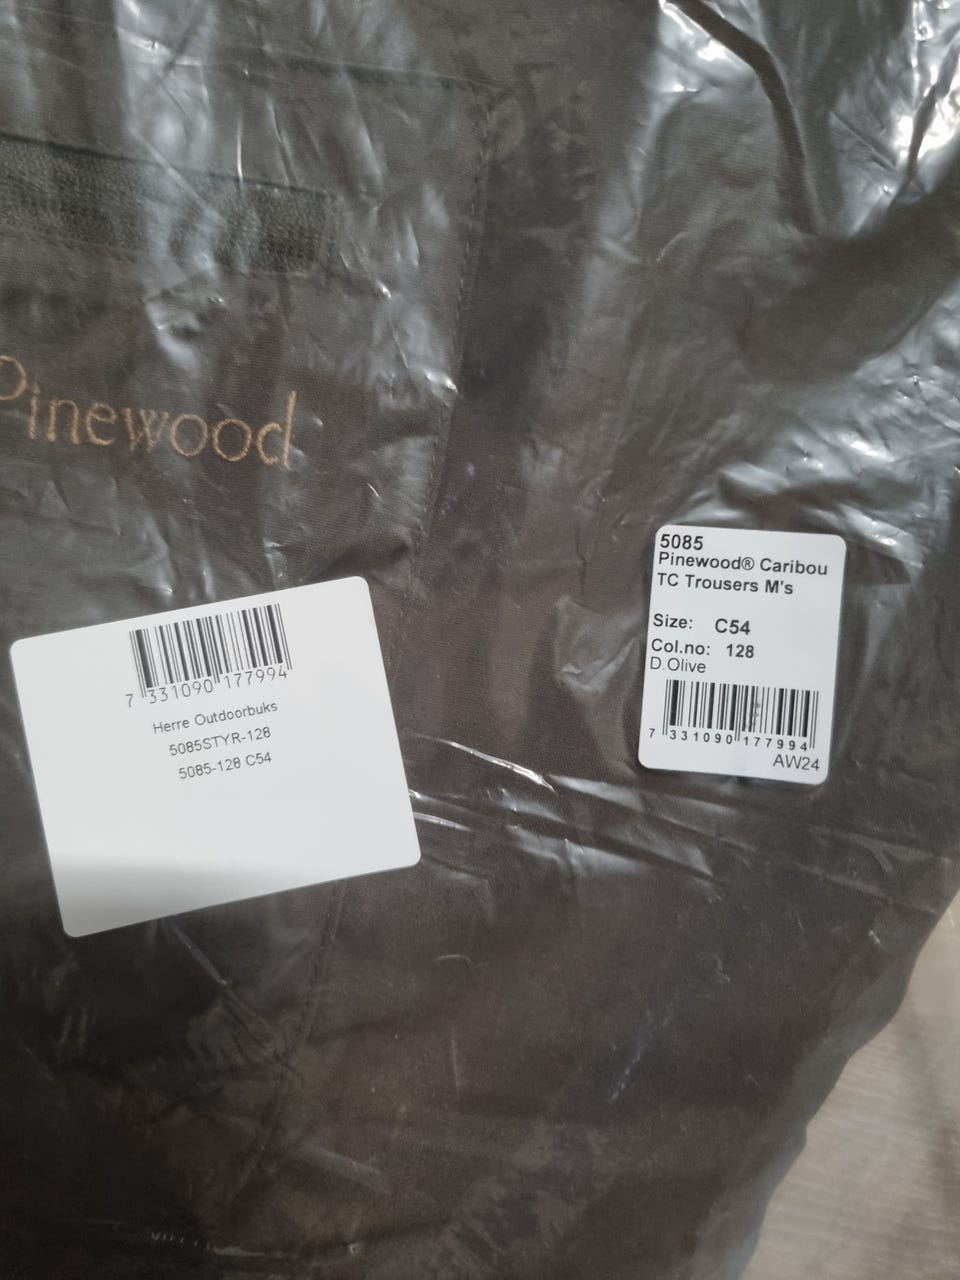 Pinewood
5085
Pinewood® Caribou
TC Trousers M's
Size: C54
Col.no: 128
D.Olive
7 331090 177994
AW24
7 331090 177994
Herre Outdoorbuks
5085STYR-128
5085-128 C54